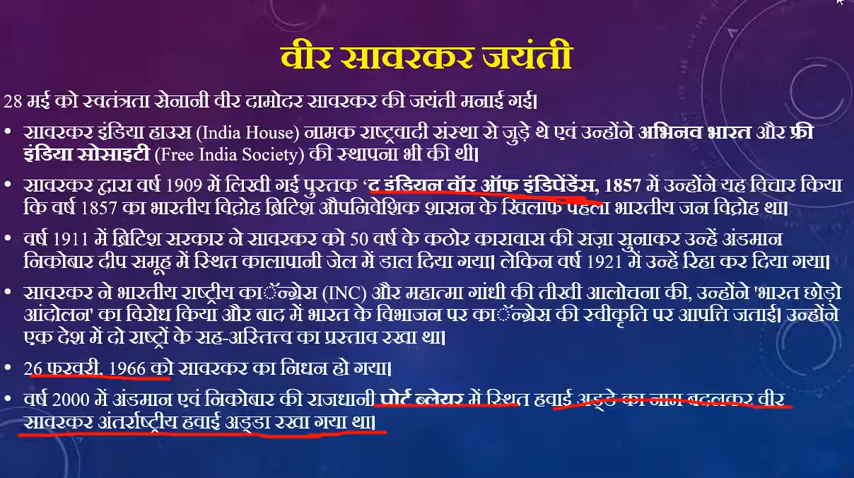 वीर सावरकर जयंती
28 मई को स्वतंत्रता सेनानी वीर दामोदर सावरकर की जयंती मनाई गई।
• सावरकर इंडिया हाउस (India House) नामक राष्ट्रवादी संस्था से जुड़े थे एवं उन्होंने अभिनव भारत और फ्री
इंडिया सोसाइटी (Free India Society) की स्थापना भी की थी।
• सावरकर द्वारा वर्ष 1909 में लिखी गई पुस्तक ‘द इंडियन वॉर ऑफ इंडिपेंडेंस, 1857 में उन्होंने यह विचार किया
कि वर्ष 1857 का भारतीय विद्रोह ब्रिटिश औपनिवेशिक शासन के खिलाफ पहला भारतीय जन विद्रोह था।
• वर्ष 1911 में ब्रिटिश सरकार ने सावरकर को 50 वर्ष के कठोर कारावास की सज़ा सुनाकर उन्हें अंडमान
निकोबार दीप समूह में स्थित कालापानी जेल में डाल दिया गया। लेकिन वर्ष 1921 में उन्हें रिहा कर दिया गया।
• सावरकर ने भारतीय राष्ट्रीय काॅन्ग्रेस (INC) और महात्मा गांधी की तीखी आलोचना की, उन्होंने 'भारत छोड़ो
आंदोलन' का विरोध किया और बाद में भारत के विभाजन पर काॅन्ग्रेस की स्वीकृति पर आपत्ति जताई। उन्होंने
एक देश में दो राष्ट्रों के सह-अस्तित्व का प्रस्ताव रखा था।
• 26 फरवरी, 1966 को सावरकर का निधन हो गया।
• वर्ष 2000 में अंडमान एवं निकोबार की राजधानी पोर्ट ब्लेयर में स्थित हवाई अड्डे का नाम बदलकर वीर
सावरकर अंतर्राष्ट्रीय हवाई अड्डा रखा गया था।